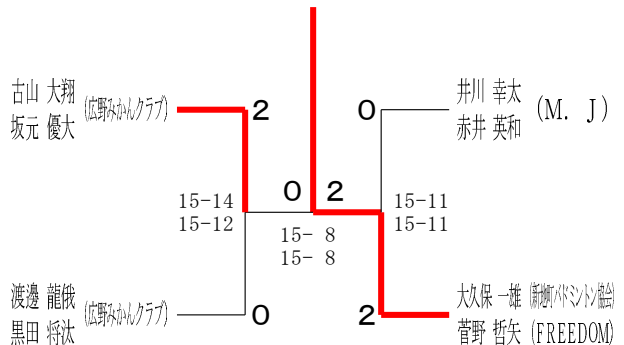 古山 大翔
坂元 優大
(広野みかんクラブ)
2
井川 幸太
赤井 英和
(M. J)
0
15-14
15-12
0 2
15- 8
15- 8
15-11
15-11
渡邊 龍俄
黒田 将汰
(広野みかんクラブ)
0
大久保 一雄 (新地町バドミントン協会)
菅野 哲矢 (FREEDOM)
2